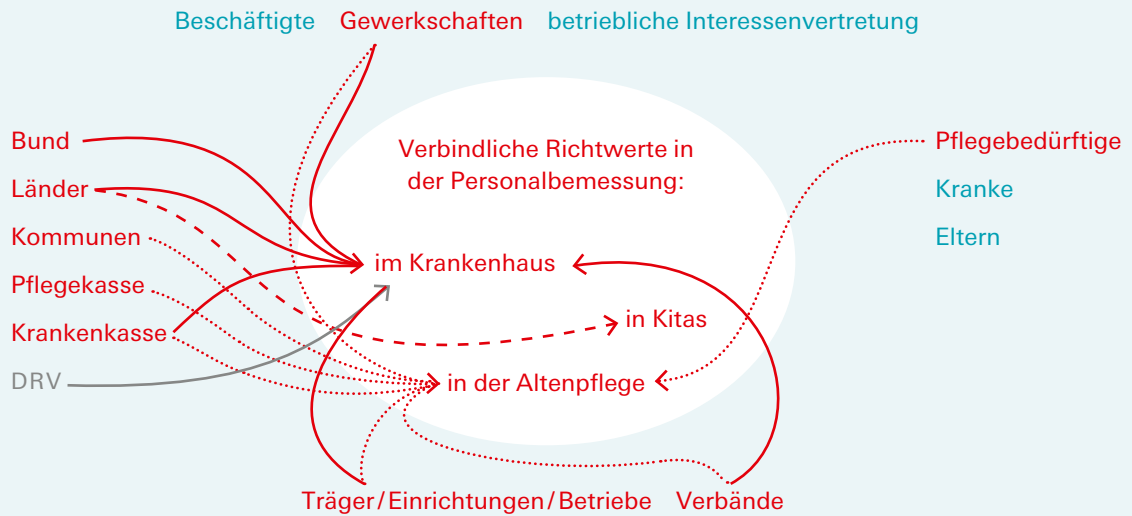 Beschäftigte Gewerkschaften betriebliche Interessenvertretung
Bund
Länder
Kommunen
Pflegekasse
Krankenkasse
DRV
Verbindliche Richtwerte in
der Personalbemessung:
im Krankenhaus
in Kitas
in der Altenpflege
Pflegebedürftige
Kranke
Eltern
Träger/Einrichtungen/Betriebe Verbände